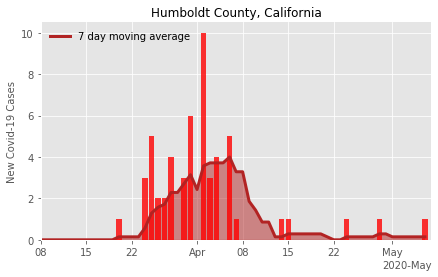 Humboldt County, California
7 day moving average
New Covid-19 Cases
10
8
6
4
2
0
08 15 22 Apr 08 15 22 May
2020-May